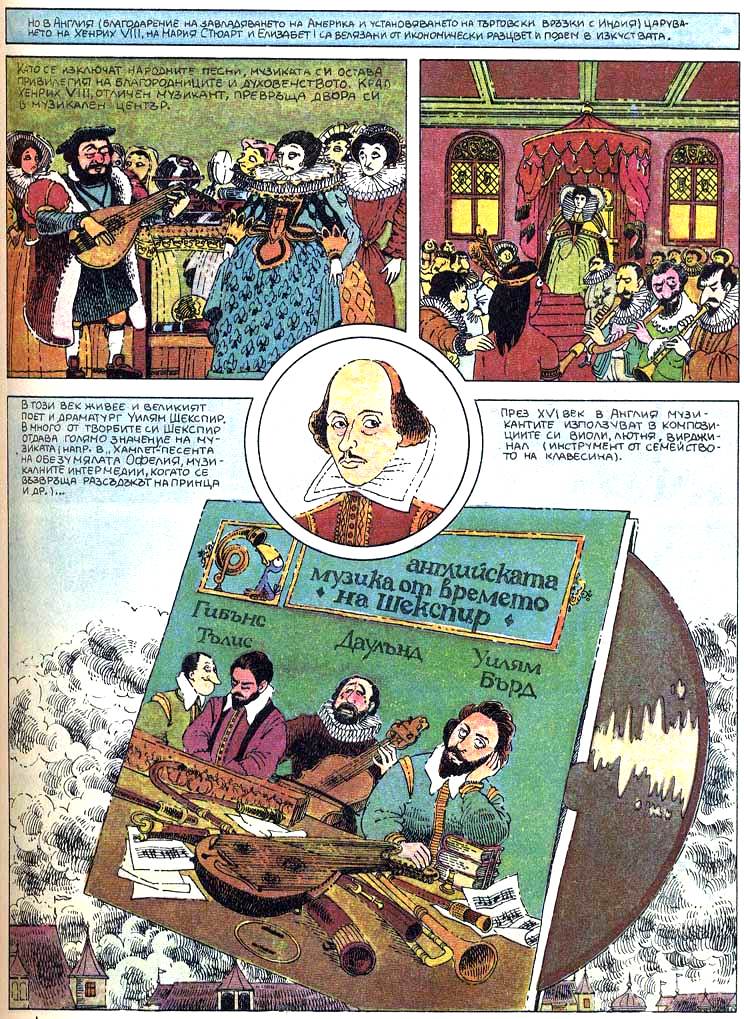 НО В АНГЛИЯ (БЛАГОДАРЕНИЕ НА ЗАВЛАДЯВАНЕТО НА АМЕРИКА И УСТАНОВЯВАНЕТО НА ТЪРГОВСКИ ВРЪЗКИ С ИНДИЯ) ЦАРУВА-
НЕТО НА ХЕНРИХ VIII, НА МАРИЯ СТЮАРТ И ЕЛИЗАБЕТ I СА БЕЛЯЗАНИ ОТ ИКОНОМИЧЕСКИ РАЗЦВЕТ И ПОДЕМ В ИЗКУСТВАТА.
КАТО СЕ ИЗКЛЮЧАТ НАРОДНИТЕ ПЕСНИ, МУЗИКАТА СИ ОСТАВА
ПРИВИЛЕГИЯ НА БЛАГОРОДНИЦИТЕ И ДУХОВЕНСТВОТО. КРАЛ
ХЕНРИХ VIII, ОТЛИЧЕН МУЗИКАНТ, ПРЕВРЪЩА ДВОРА СИ
В МУЗИКАЛЕН ЦЕНТЪР.
В ТОЗИ ВЕК ЖИВЕЕ И ВЕЛИКИЯТ
ПОЕТ И ДРАМАТУРГ УИЛЯМ ШЕКСПИР.
В МНОГО ОТ ТВОРБИТЕ СИ ШЕКСПИР
ОТДАВА ГОЛЯМО ЗНАЧЕНИЕ НА МУ-
ЗИКАТА (НАПР. В „ХАМЛЕТ"-ПЕСЕНТА
НА ОБЕЗУМЯЛАТА ОФЕЛИЯ, МУЗИ-
КАЛНИТЕ ИНТЕРМЕДИИ, КОГАТО СЕ
ВЪЗВРЪЩА РАЗСЪДЪКЪТ НА ПРИНЦА
И ДР.)...
ПРЕЗ XVI ВЕК В АНГЛИЯ МУЗИ-
КАНТИТЕ ИЗПОЛЗУВАТ В КОМПОЗИ-
ЦИИТЕ СИ ВИОЛИ, ЛЮТНЯ, ВИРДЖИ-
НАЛ (ИНСТРУМЕНТ ОТ СЕМЕЙСТВО-
ТО НА КЛАВЕСИНА).
английската
музика от времето
на Шекспир
Гибънс
Тълис
Даулънд
Уилям
Бърд